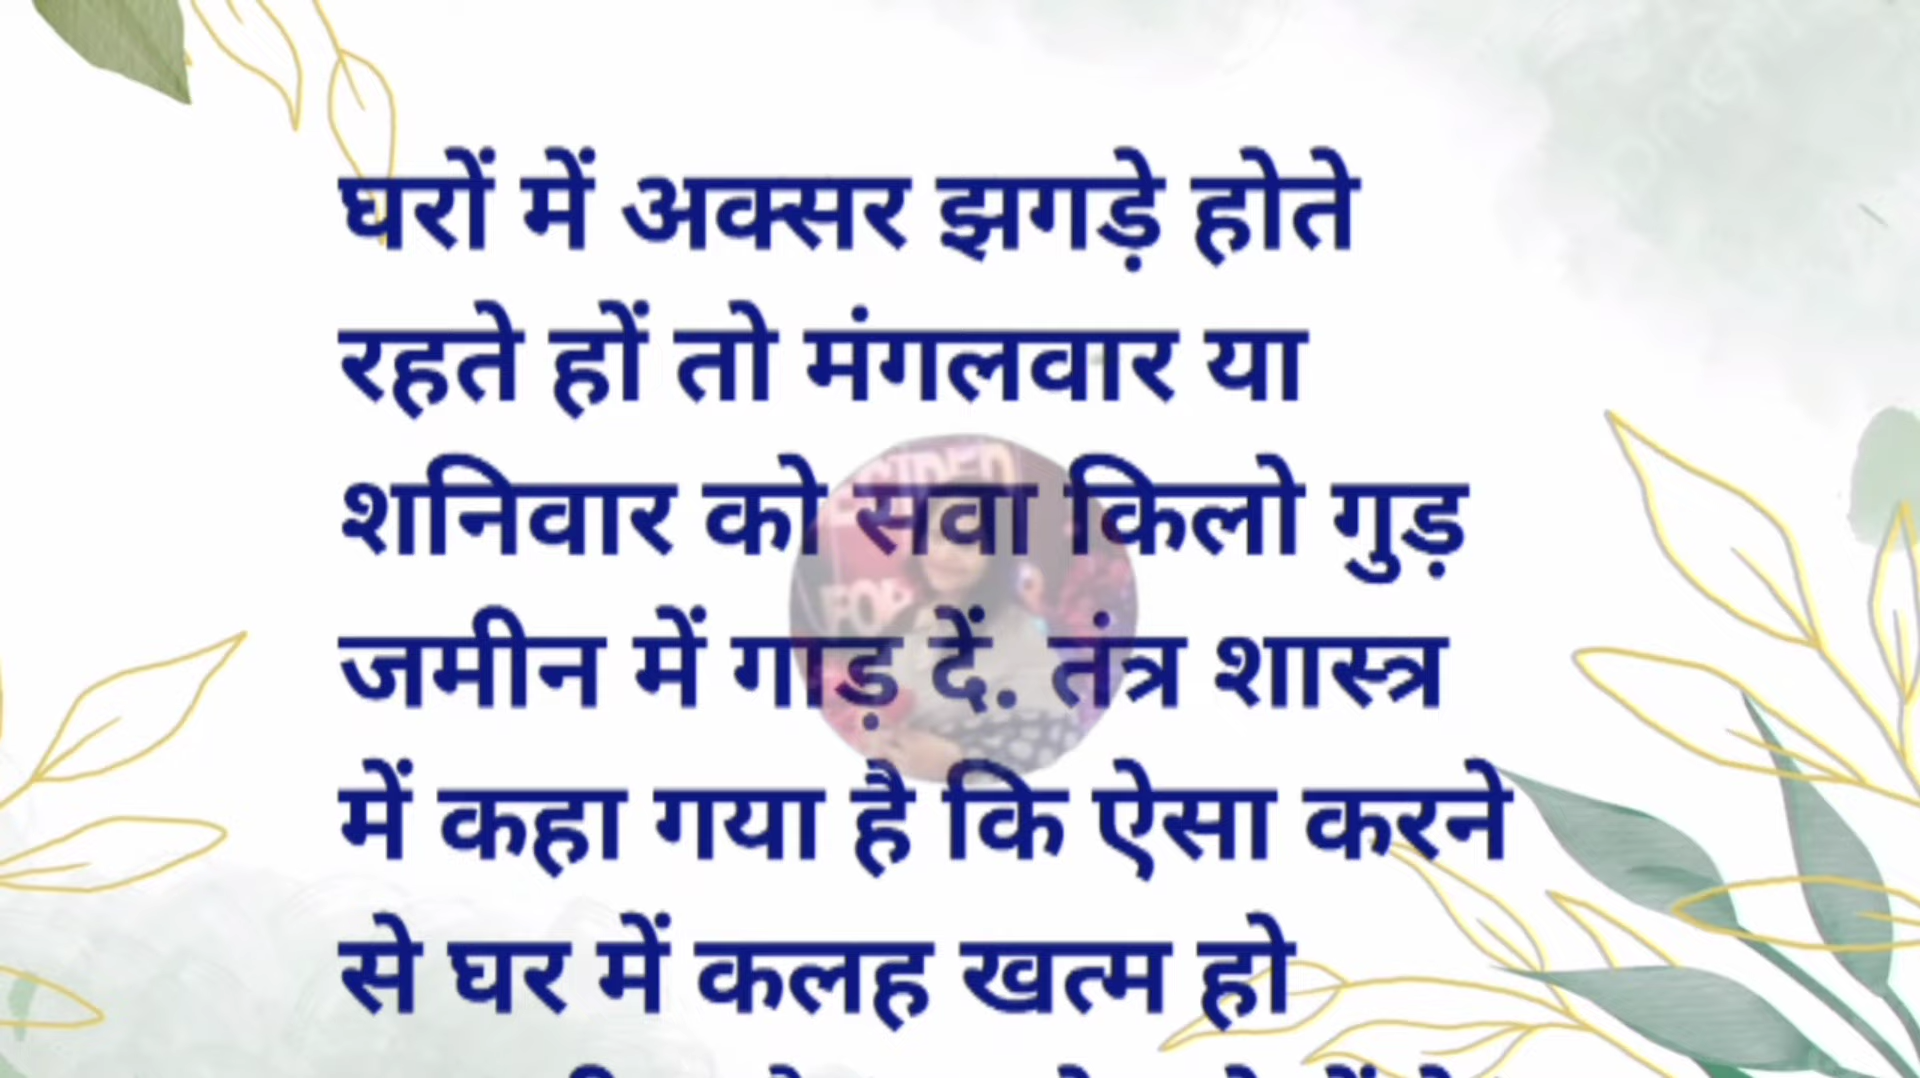 घरों में अक्सर झगड़े होते
रहते हों तो मंगलवार या
शनिवार को सवा किलो गुड़
जमीन में गाड़ दें. तंत्र शास्त्र
में कहा गया है कि ऐसा करने
से घर में कलह खत्म हो